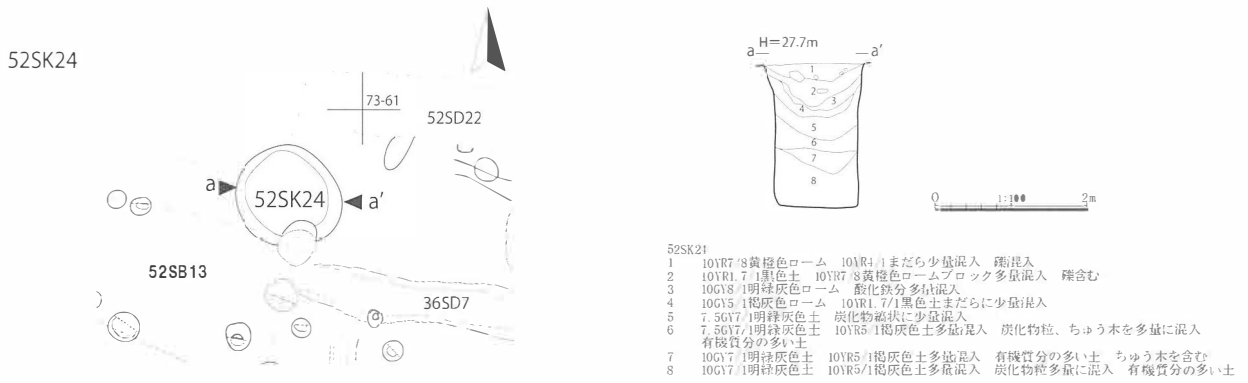 52SK24
73-61
52SD22
a
52SK24
a′
52SB13
36SD7
H=27.7m
a
a′
1
2
3
4
5
6
7
8
0
1:100
2m
52SK24
1 10YR7/8黄橙色ローム 10YR4/1まだら少量混入 礫混入
2 10YR1.7/1黒色土 10YR7/8黄橙色ロームブロック多量混入 礫含む
3 10GY8/1明緑灰色ローム 酸化鉄分多量混入
4 10GY5/1褐灰色ローム 10YR1.7/1黒色土まだらに少量混入
5 7.5GY7/1明緑灰色土 炭化物縞状に少量混入
6 7.5GY7/1明緑灰色土 10YR5/1褐灰色土多量混入 炭化物粒、ちゅう木を多量に混入
有機質分の多い土
7 10GY7/1明緑灰色土 10YR5/1褐灰色土多量混入 有機質分の多い土 ちゅう木を含む
8 10GY7/1明緑灰色土 10YR5/1褐灰色土多量混入 炭化物粒多量に混入 有機質分の多い土